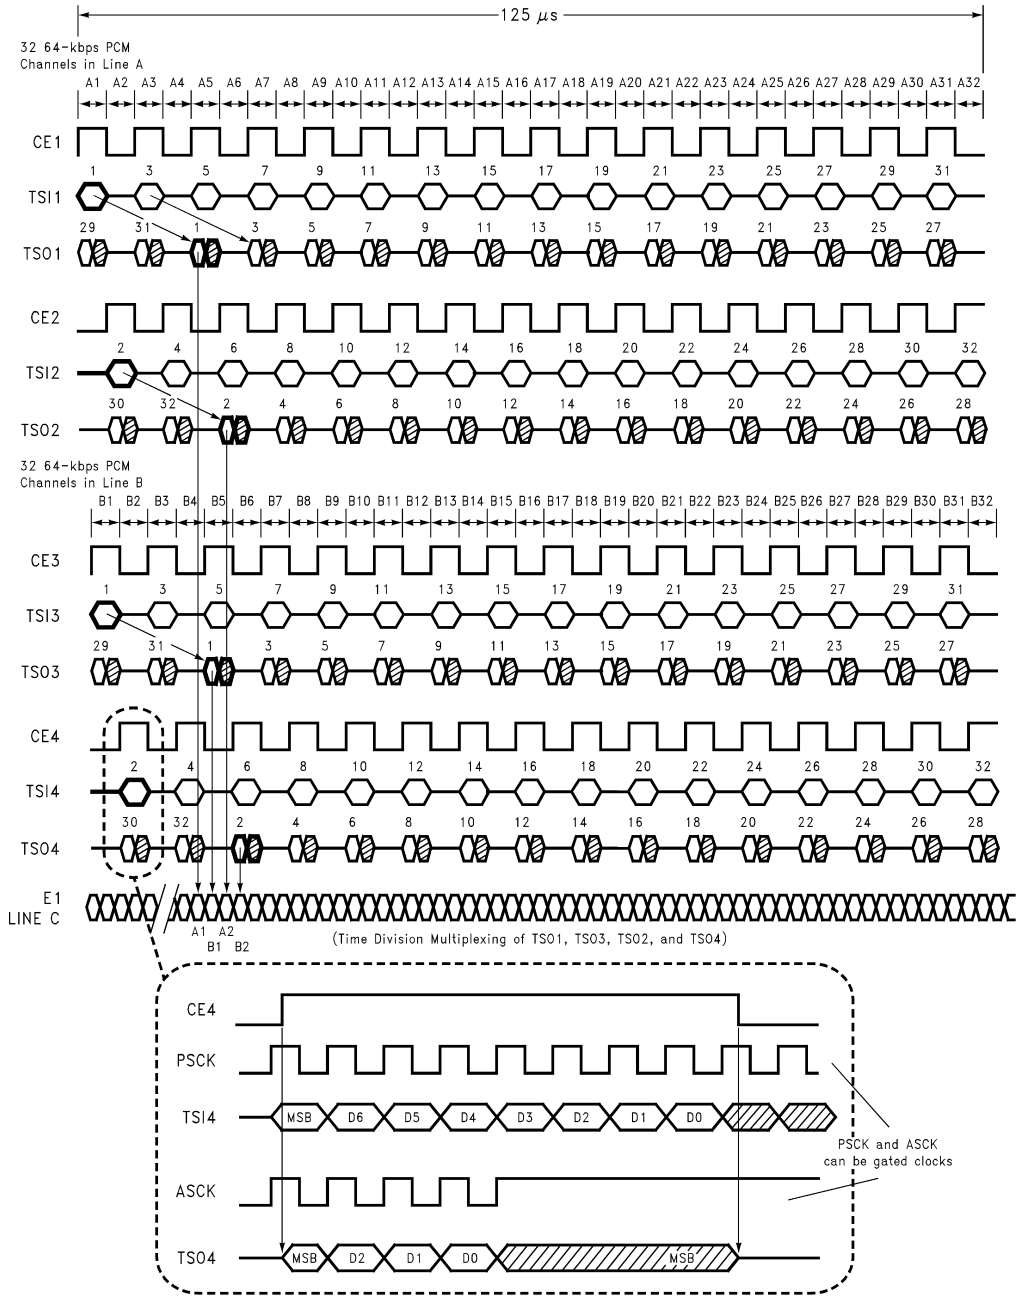 125 μs
32 64-kbps PCM
Channels in Line A
A1 A2 A3 A4 A5 A6 A7 A8 A9 A10 A11 A12 A13 A14 A15 A16 A17 A18 A19 A20 A21 A22 A23 A24 A25 A26 A27 A28 A29 A30 A31 A32
CE1
1 3 5 7 9 11 13 15 17 19 21 23 25 27 29 31
TSI1
29 31 1 3 5 7 9 11 13 15 17 19 21 23 25 27
TSO1
CE2
2 4 6 8 10 12 14 16 18 20 22 24 26 28 30 32
TSI2
30 32 2 4 6 8 10 12 14 16 18 20 22 24 26 28
TSO2
32 64-kbps PCM
Channels in Line B
B1 B2 B3 B4 B5 B6 B7 B8 B9 B10 B11 B12 B13 B14 B15 B16 B17 B18 B19 B20 B21 B22 B23 B24 B25 B26 B27 B28 B29 B30 B31 B32
CE3
1 3 5 7 9 11 13 15 17 19 21 23 25 27 29 31
TSI3
29 31 1 3 5 7 9 11 13 15 17 19 21 23 25 27
TSO3
CE4
2 4 6 8 10 12 14 16 18 20 22 24 26 28 30 32
TSI4
30 32 2 4 6 8 10 12 14 16 18 20 22 24 26 28
TSO4
E1
LINE C
A1 A2
B1 B2
(Time Division Multiplexing of TSO1, TSO3, TSO2, and TSO4)
CE4
PSCK
TSI4 MSB D6 D5 D4 D3 D2 D1 D0
PSCK and ASCK
can be gated clocks
ASCK
TSO4 MSB D2 D1 D0 MSB